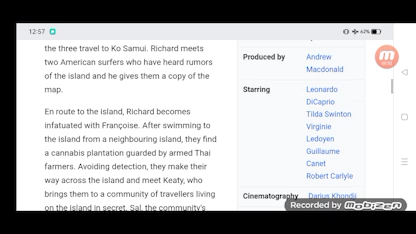 12:57
62%
the three travel to Ko Samui. Richard meets
two American surfers who have heard rumors
of the island and he gives them a copy of the
map.
En route to the island, Richard becomes
infatuated with Françoise. After swimming to
the island from a neighbouring island, they find
a cannabis plantation guarded by armed Thai
farmers. Avoiding detection, they make their
way across the island and meet Keaty, who
brings them to a community of travellers living
on the island in secret. Sal, the community's
Produced by Andrew
Macdonald
Starring Leonardo
DiCaprio
Tilda Swinton
Virginie
Ledoyen
Guillaume
Canet
Robert Carlyle
Cinematography Darius Khondji
Recorded by Mobizen